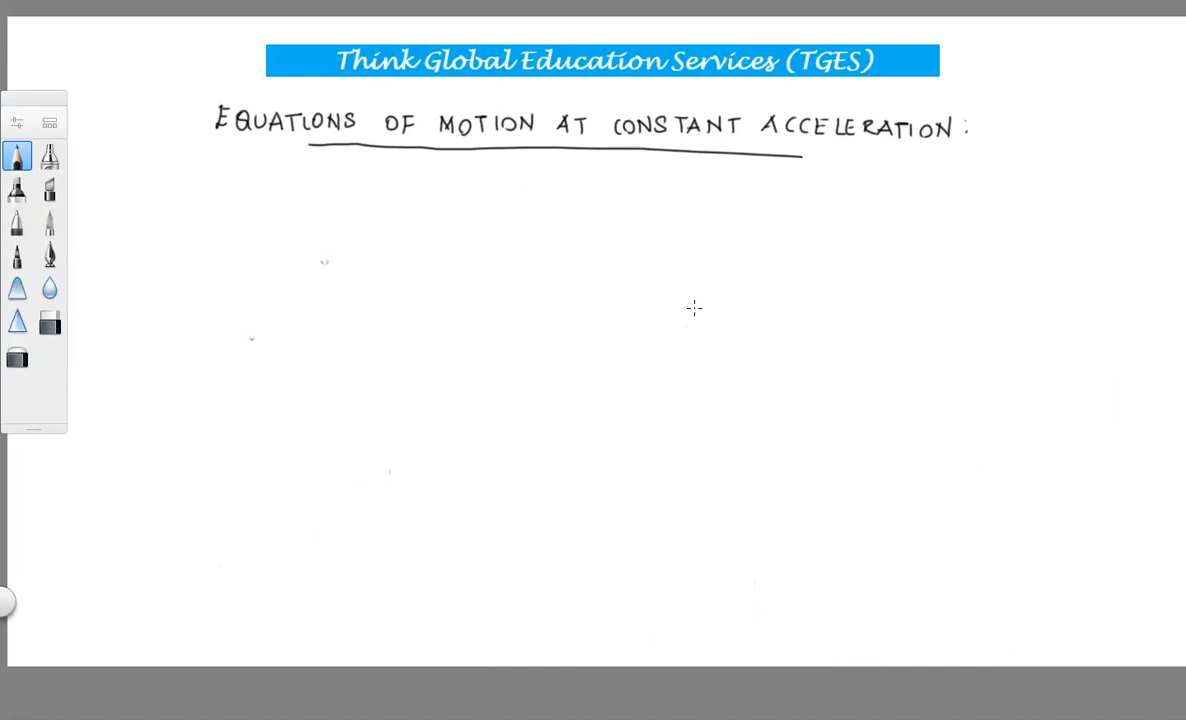 Think Global Education Services (TGES)
EQUATIONS OF MOTION AT CONSTANT ACCELERATION: